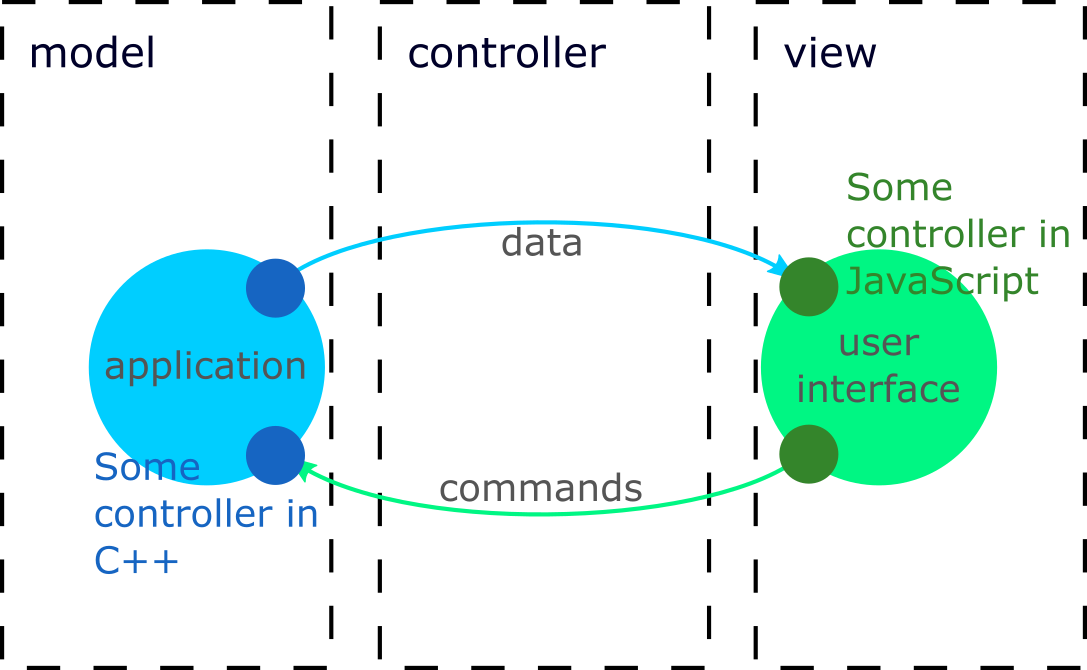 model
controller
view
Some
controller in
JavaScript
data
application
user
interface
Some
controller in
C++
commands